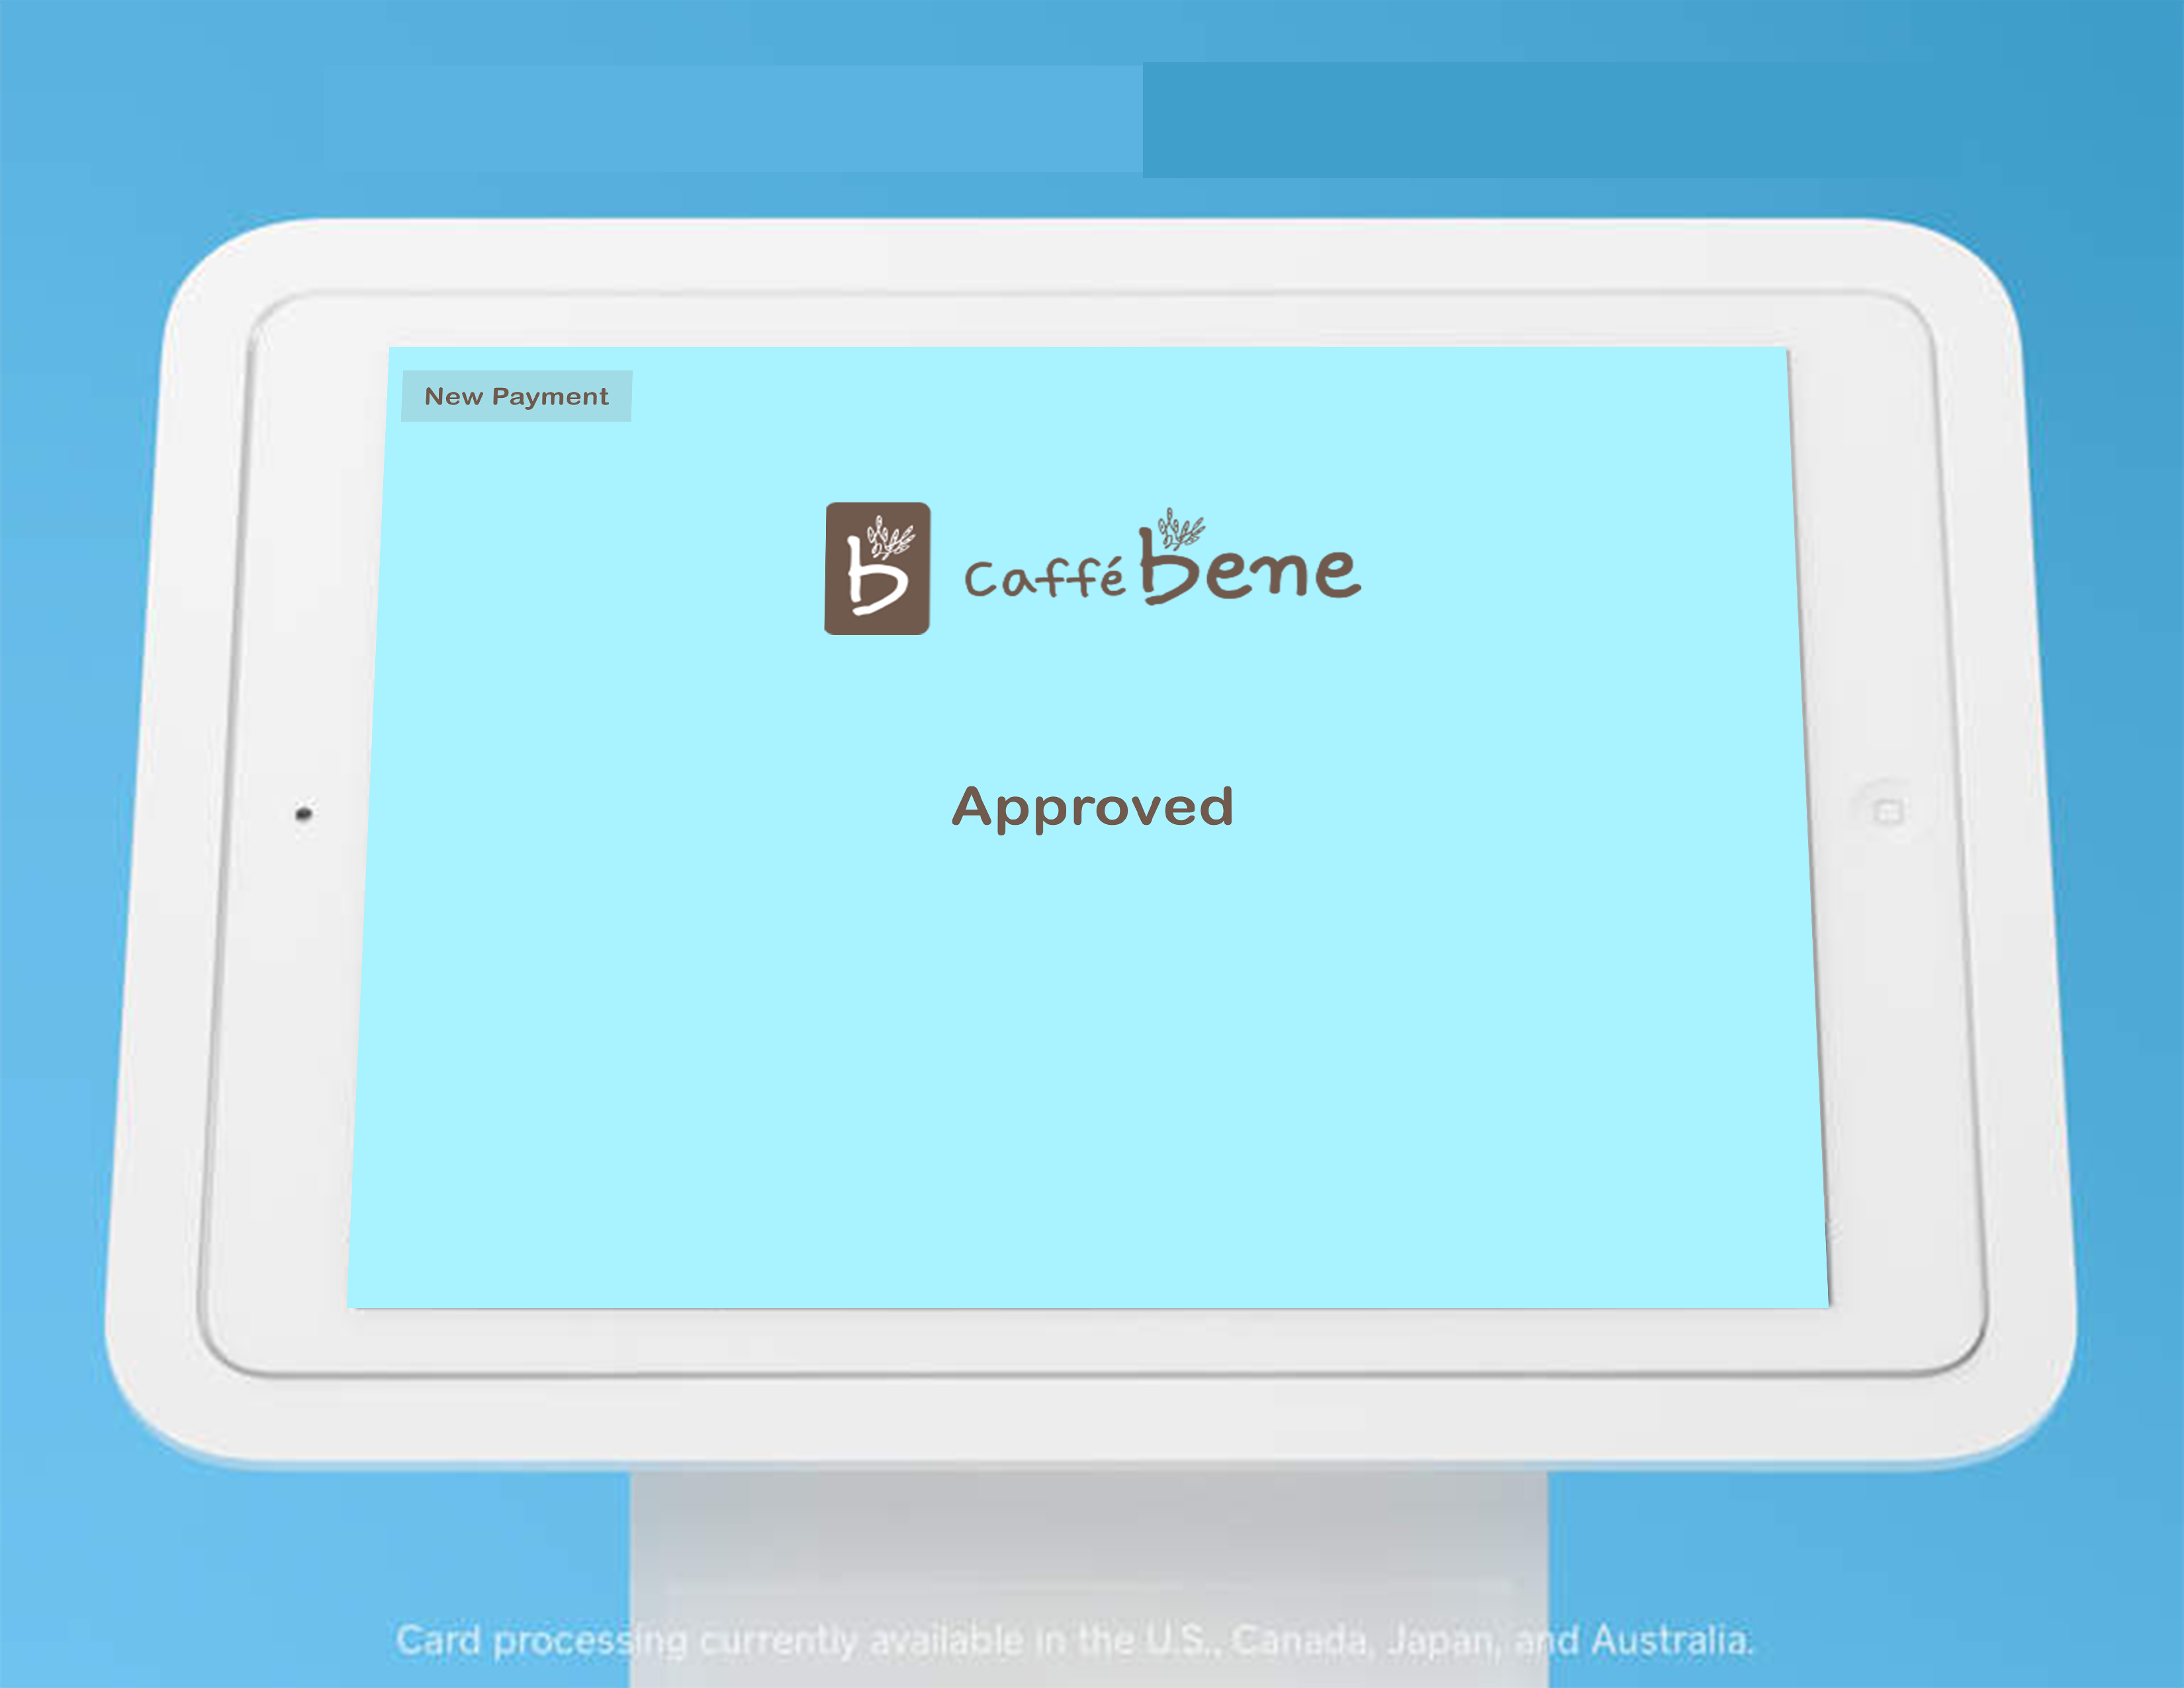 New Payment
b Caffé bene
Approved
Card processing currently available in the U.S., Canada, Japan, and Australia.